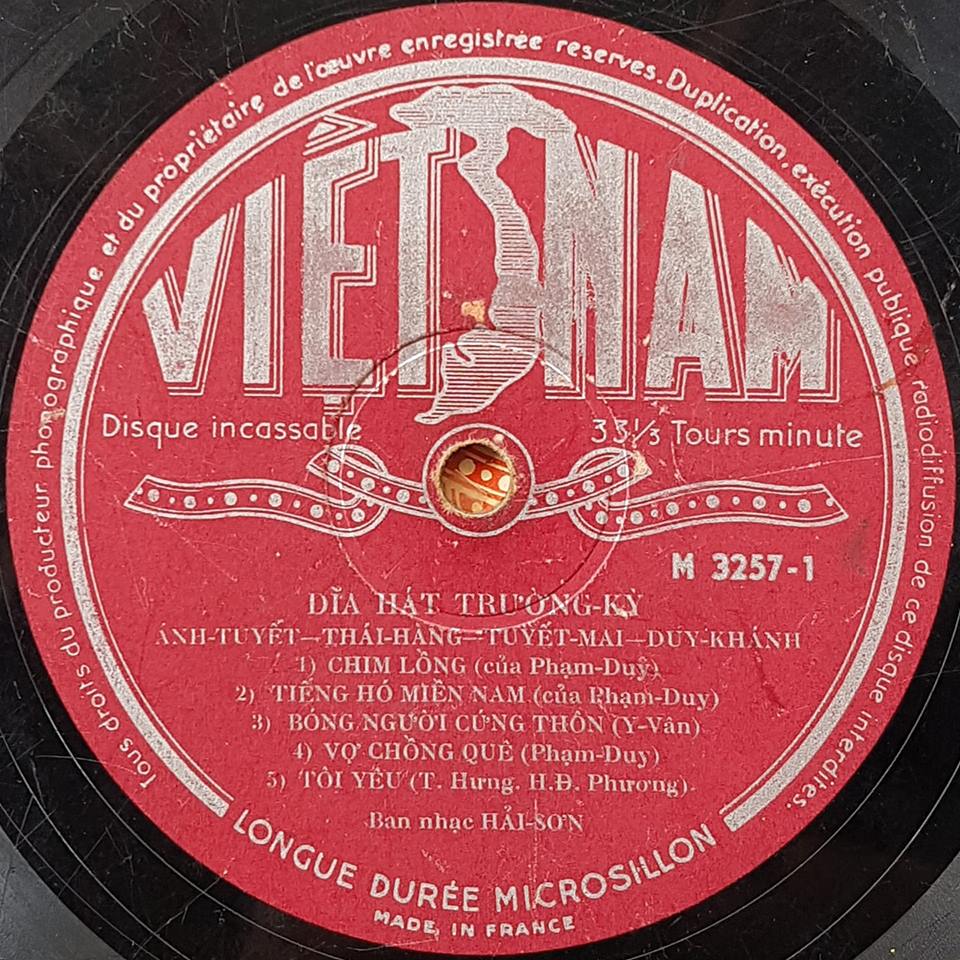 Tous droits du producteur phonographique et du propriétaire de l'œuvre enregistrée réservés. Duplication, exécution publique, radiodiffusion de ce disque interdites.
VIỆT NAM
Disque incassable
33⅓ Tours minute
M 3257-1
DĨA HÁT TRƯỜNG-KỲ
ÁNH-TUYẾT—THÁI-HẰNG—TUYẾT-MAI—DUY-KHÁNH
1) CHIM LỒNG (của Phạm-Duy)
2) TIẾNG HÓ MIỀN NAM (của Phạm-Duy)
3) BÓNG NGƯỜI CÙNG THÔN (Y-Vân)
4) VỢ CHỒNG QUÊ (Phạm-Duy)
5) TÔI YÊU (T. Hưng. H.Đ. Phương)
Ban nhạc HẢI-SƠN
LONGUE DURÉE MICROSILLON
MADE IN FRANCE